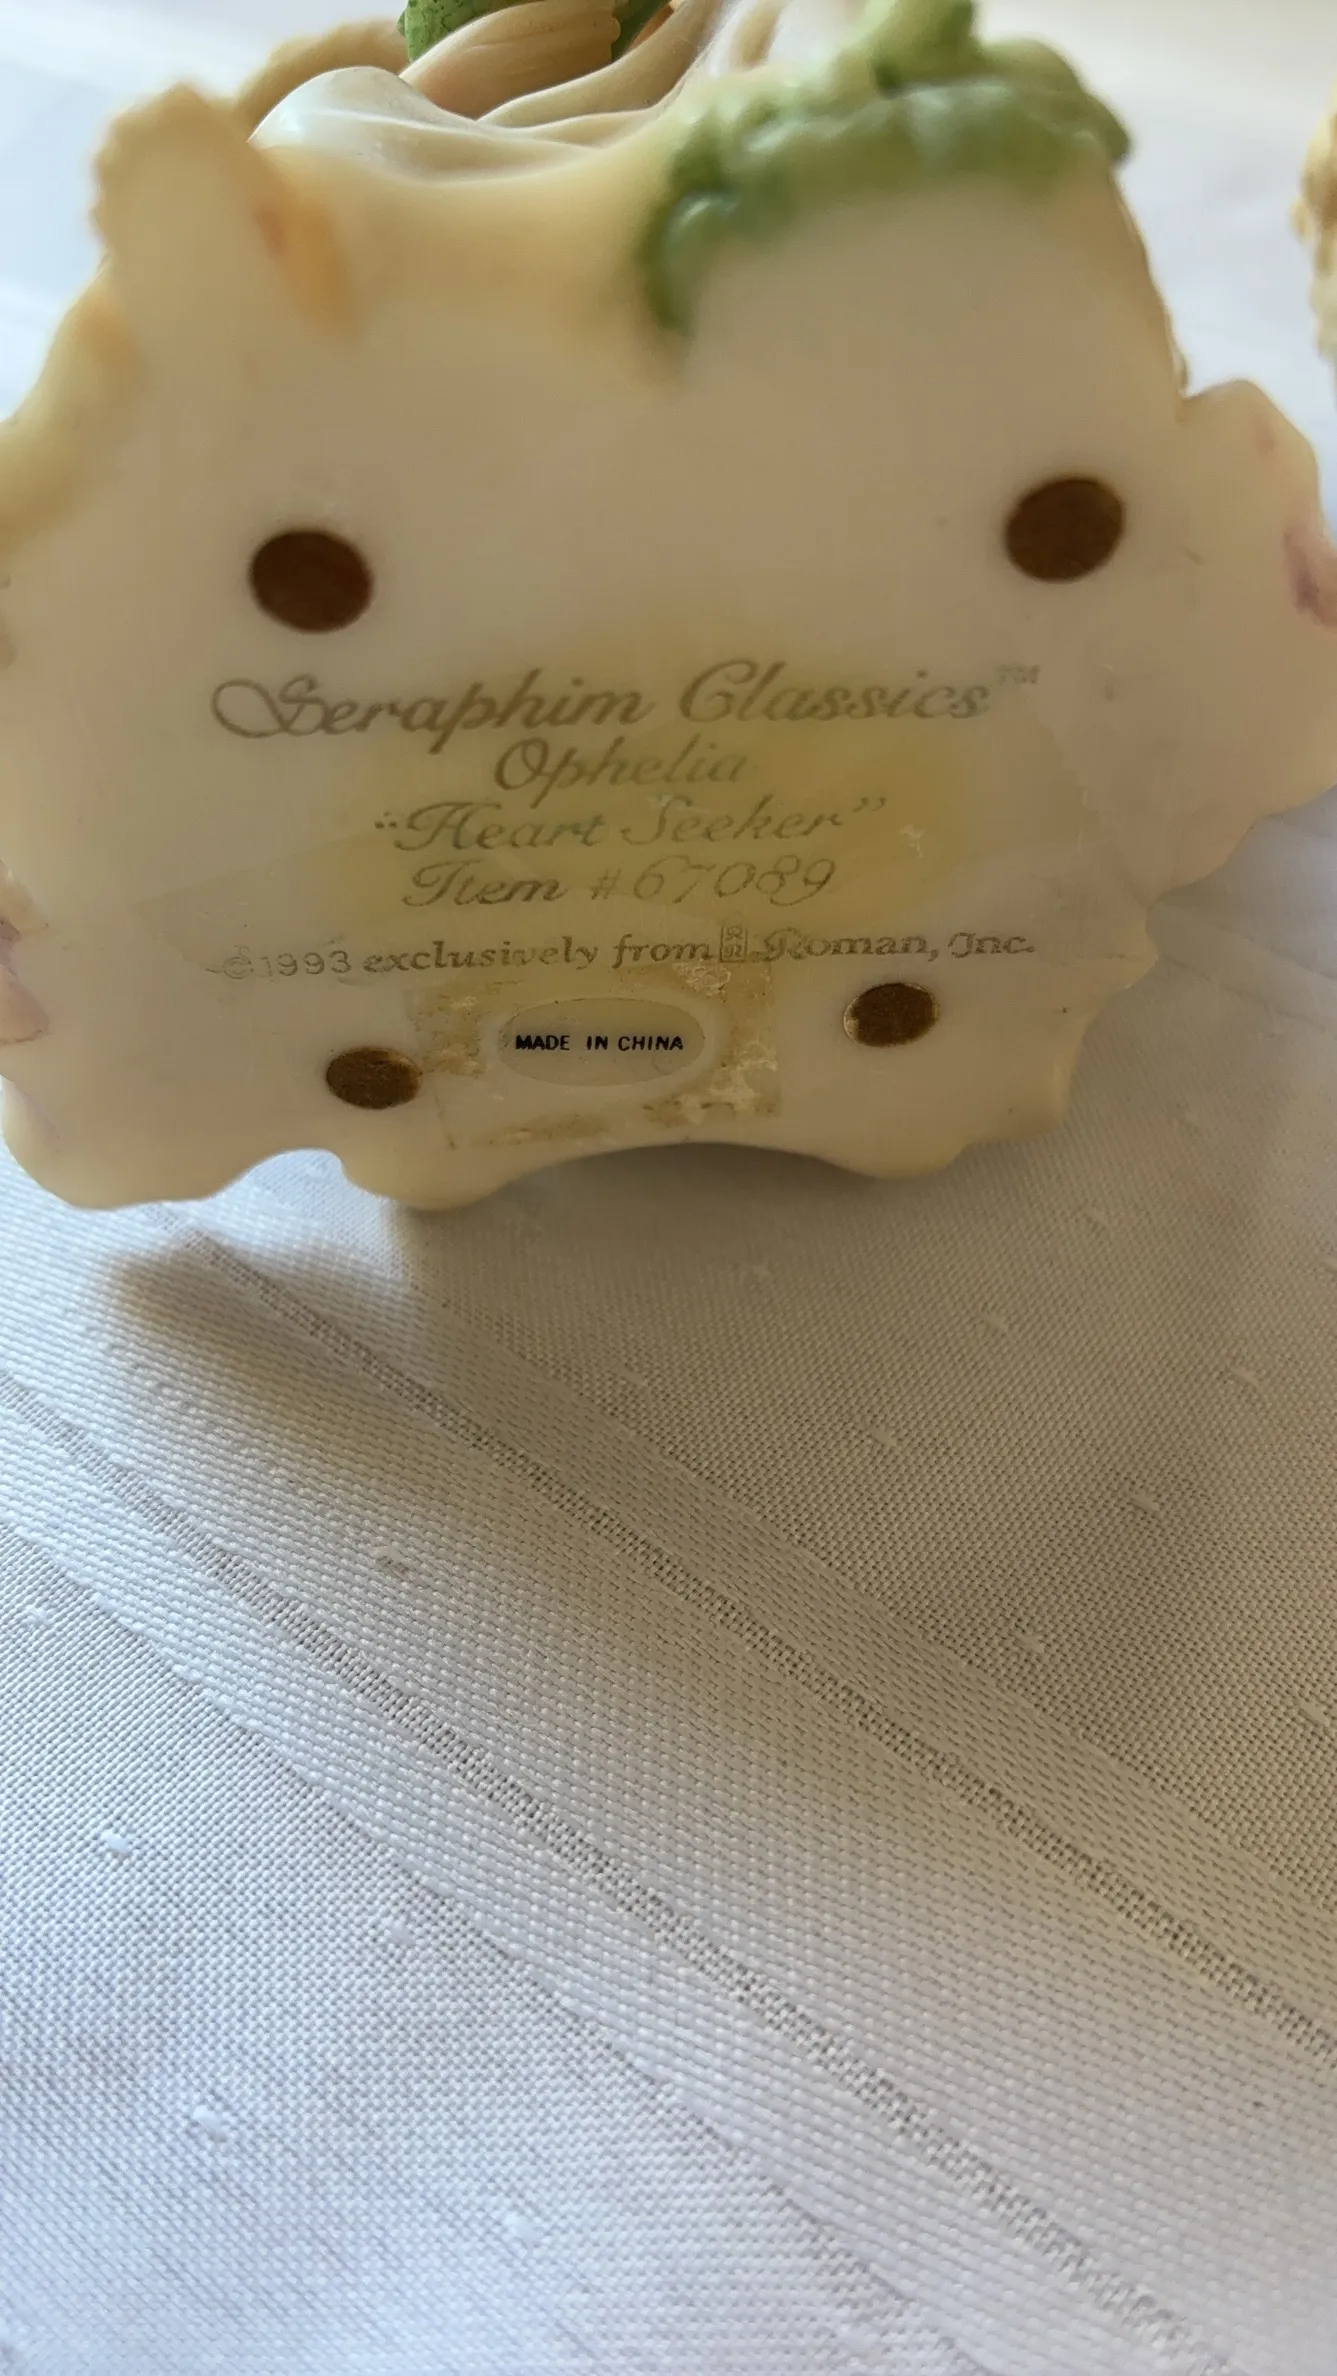 Seraphim Classics™
Ophelia
"Heart Seeker"
Item #67089
©1993 exclusively from Roman, Inc.
MADE IN CHINA